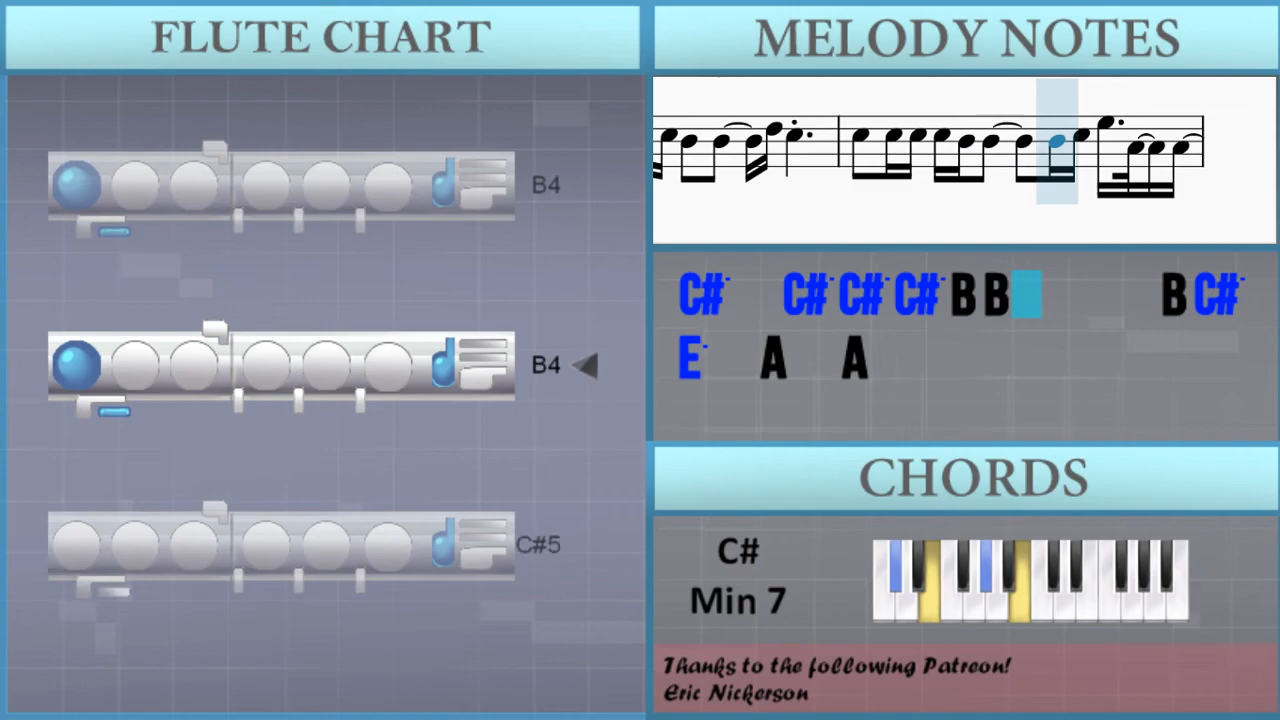 FLUTE CHART
B4
B4
C#5
MELODY NOTES
C#- C#- C#- C#- B B B C#-
E- A A
CHORDS
C#
Min 7
Thanks to the following Patreon!
Eric Nickerson